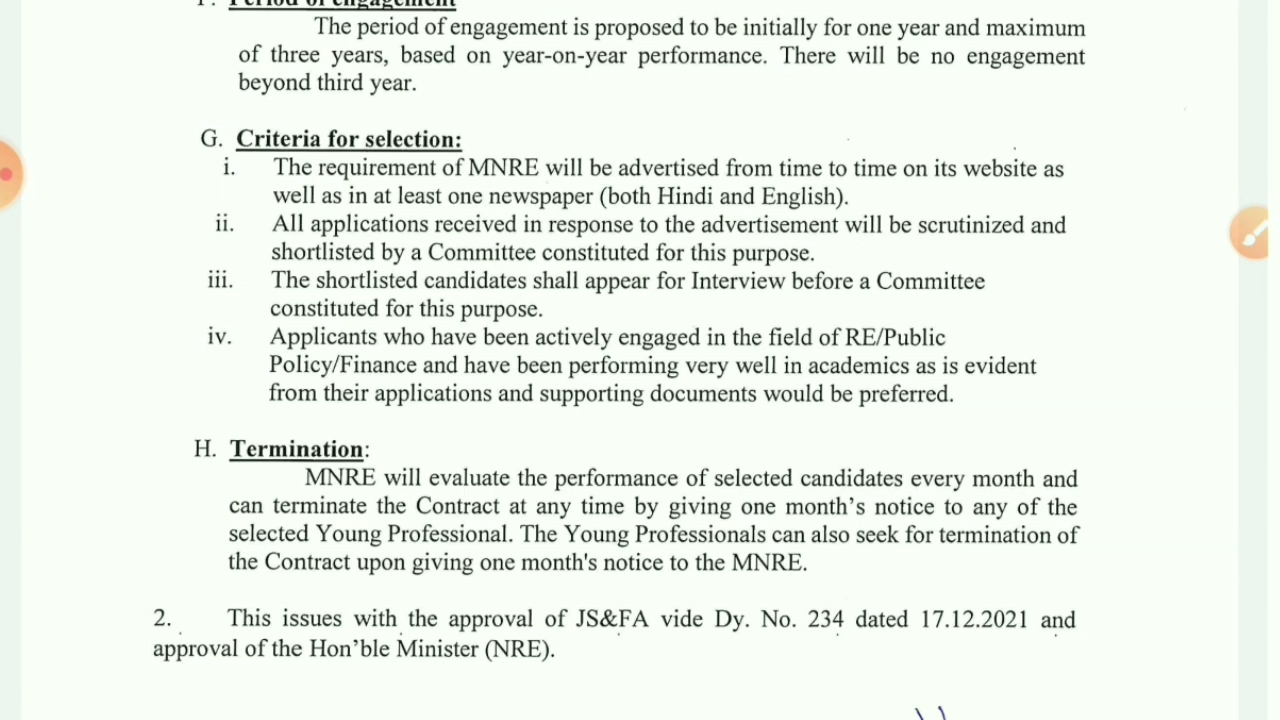 F. Period of engagement
The period of engagement is proposed to be initially for one year and maximum
of three years, based on year-on-year performance. There will be no engagement
beyond third year.
G. Criteria for selection:
i. The requirement of MNRE will be advertised from time to time on its website as
well as in at least one newspaper (both Hindi and English).
ii. All applications received in response to the advertisement will be scrutinized and
shortlisted by a Committee constituted for this purpose.
iii. The shortlisted candidates shall appear for Interview before a Committee
constituted for this purpose.
iv. Applicants who have been actively engaged in the field of RE/Public
Policy/Finance and have been performing very well in academics as is evident
from their applications and supporting documents would be preferred.
H. Termination:
MNRE will evaluate the performance of selected candidates every month and
can terminate the Contract at any time by giving one month's notice to any of the
selected Young Professional. The Young Professionals can also seek for termination of
the Contract upon giving one month's notice to the MNRE.
2. This issues with the approval of JS&FA vide Dy. No. 234 dated 17.12.2021 and
approval of the Hon'ble Minister (NRE).